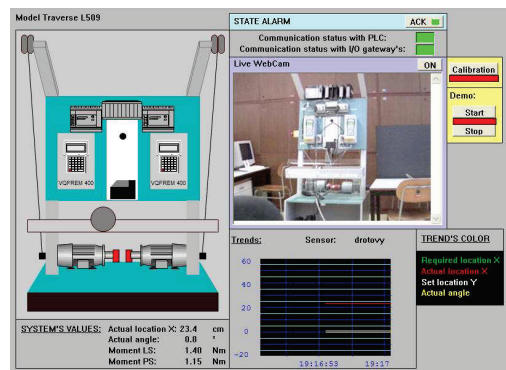 Model Traverse L509
STATE ALARM
ACK
Communication status with PLC:
Communication status with I/O gateway's:
Live WebCam
ON
Calibration
Demo:
Start
Stop
VQFREM 400
VQFREM 400
Trends:
Sensor: drotovy
60
40
20
0
-20
19:16:53
19:17
TREND'S COLOR
Required location X
Actual location X
Set location Y
Actual angle
SYSTEM'S VALUES:
Actual location X: 23.4 cm
Actual angle: 0.0 °
Moment LS: 1.40 Nm
Moment PS: 1.15 Nm